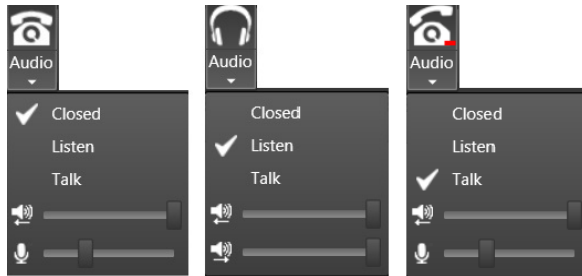 Audio
Closed
Listen
Talk
Audio
Closed
Listen
Talk
Audio
Closed
Listen
Talk